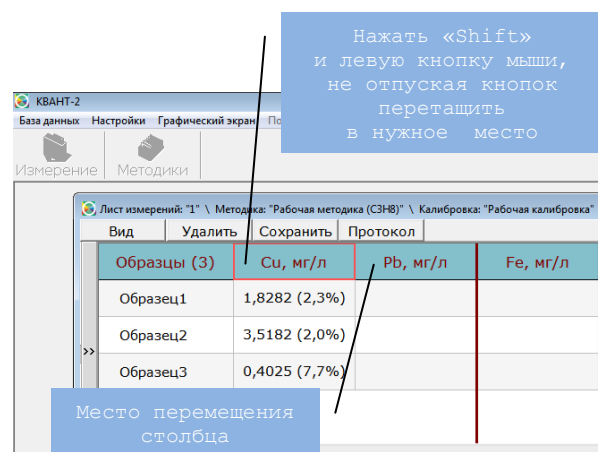 Нажать «Shift»
и левую кнопку мыши,
не отпуская кнопок
перетащить
в нужное место
КВАНТ-2
База данных Настройки Графический экран По
Измерение Методики
Лист измерений: "1" \ Методика: "Рабочая методика (C3H8)" \ Калибровка: "Рабочая калибровка"
Вид Удалить Сохранить Протокол
Образцы (3) Cu, мг/л Pb, мг/л Fe, мг/л
Образец1 1,8282 (2,3%)
Образец2 3,5182 (2,0%)
>>
Образец3 0,4025 (7,7%)
Место перемещения
столбца